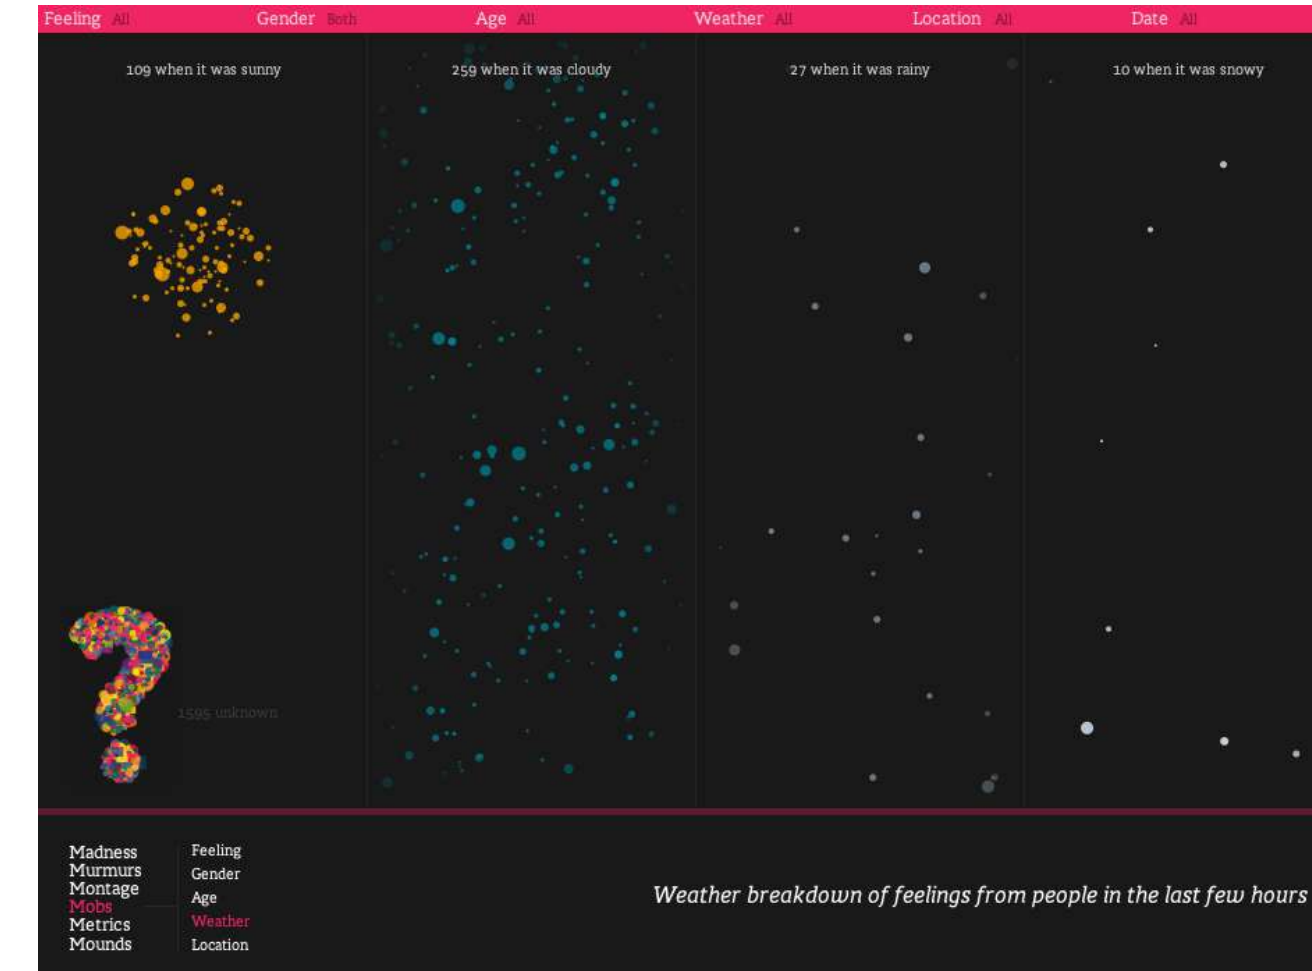 Feeling All Gender Both Age All Weather All Location All Date All
109 when it was sunny
259 when it was cloudy
27 when it was rainy
10 when it was snowy
1595 unknown
Madness
Murmurs
Montage
Mobs
Metrics
Mounds
Feeling
Gender
Age
Weather
Location
Weather breakdown of feelings from people in the last few hours